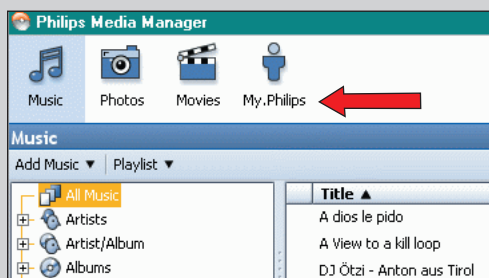 Philips Media Manager
Music Photos Movies My.Philips
Music
Add Music ▼ Playlist ▼
All Music
Artists
Artist/Album
Albums
Title ▲
A dios le pido
A View to a kill loop
DJ Ötzi - Anton aus Tirol